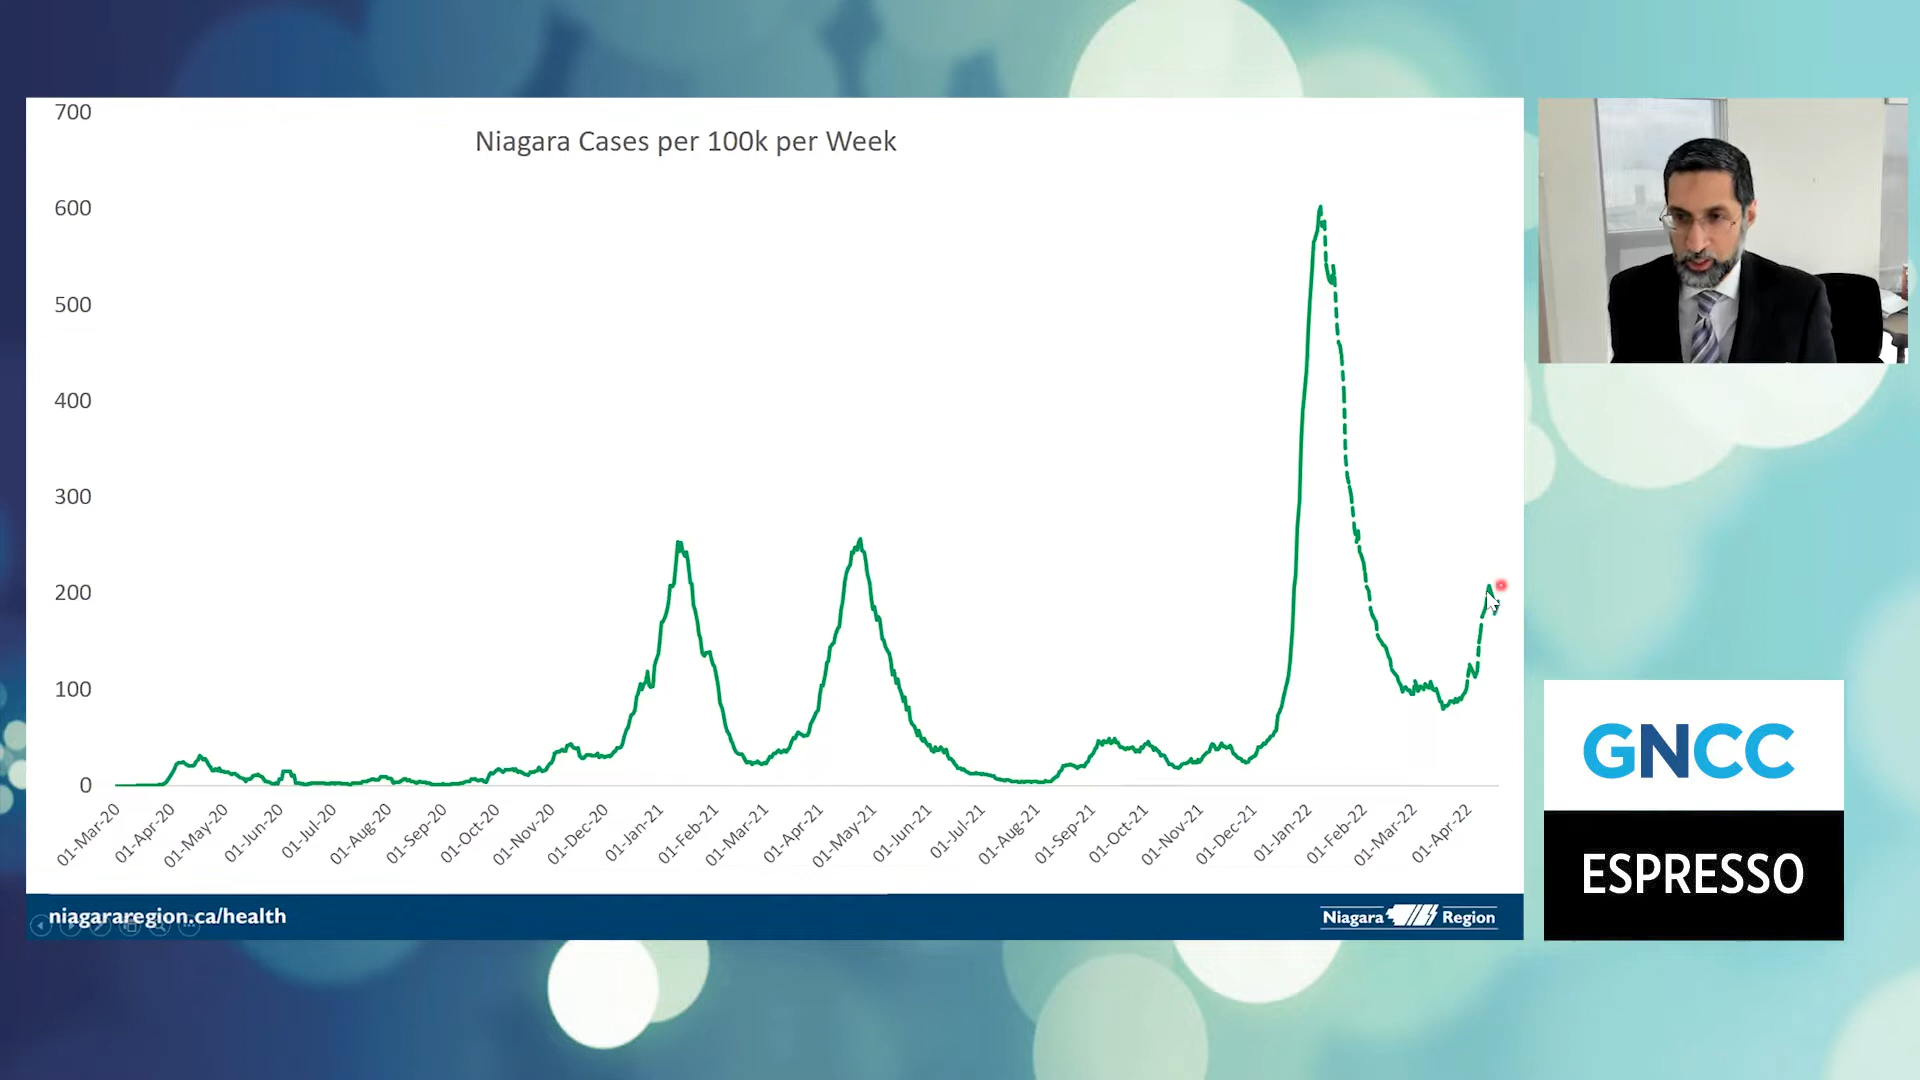 700
Niagara Cases per 100k per Week
600
500
400
300
200
100
0
01-Mar-20
01-Apr-20
01-May-20
01-Jun-20
01-Jul-20
01-Aug-20
01-Sep-20
01-Oct-20
01-Nov-20
01-Dec-20
01-Jan-21
01-Feb-21
01-Mar-21
01-Apr-21
01-May-21
01-Jun-21
01-Jul-21
01-Aug-21
01-Sep-21
01-Oct-21
01-Nov-21
01-Dec-21
01-Jan-22
01-Feb-22
01-Mar-22
01-Apr-22
niagararegion.ca/health
Niagara Region
GNCC
ESPRESSO